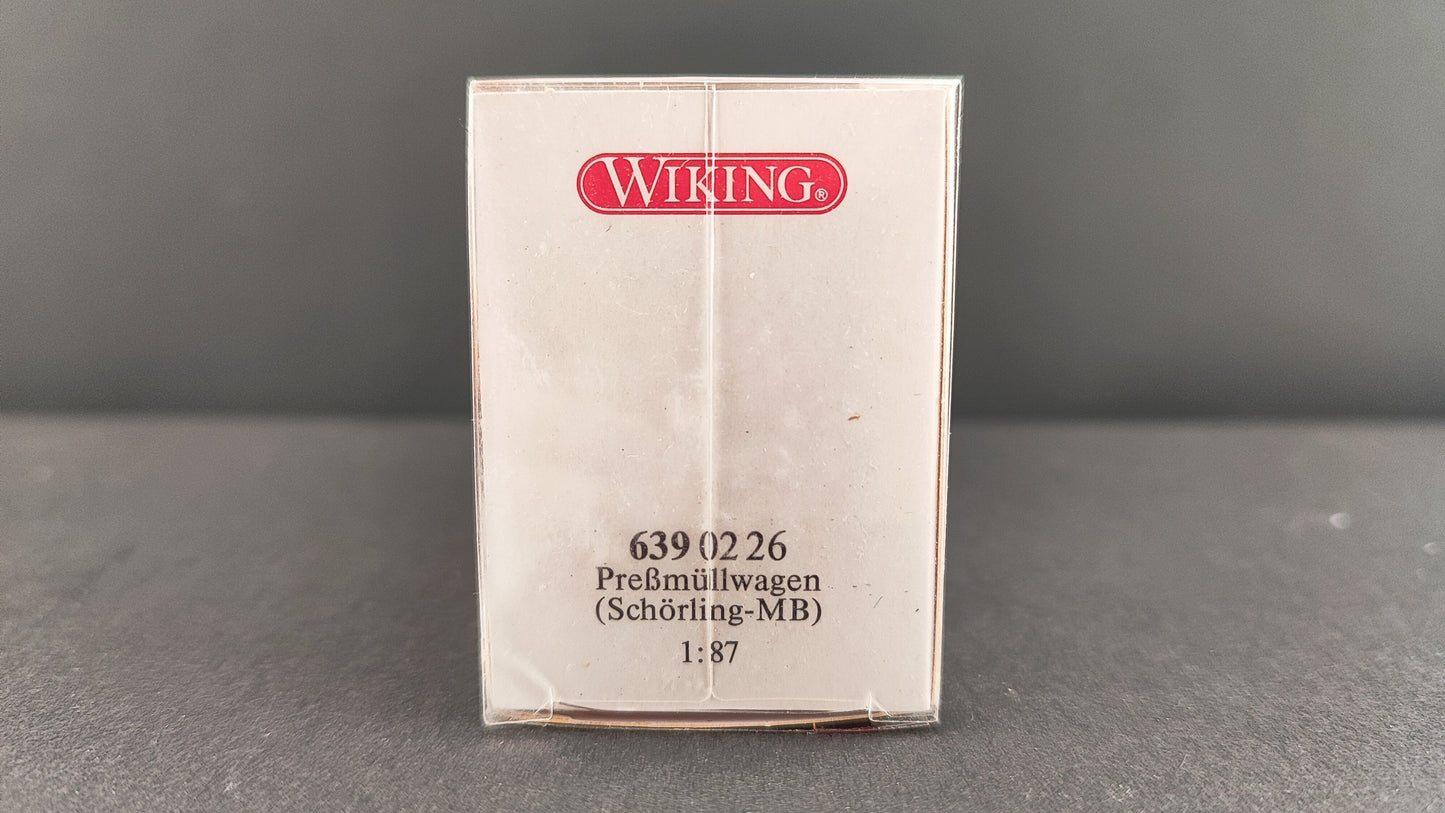 WIKING®
639 02 26
Preßmüllwagen
(Schörling-MB)
1:87